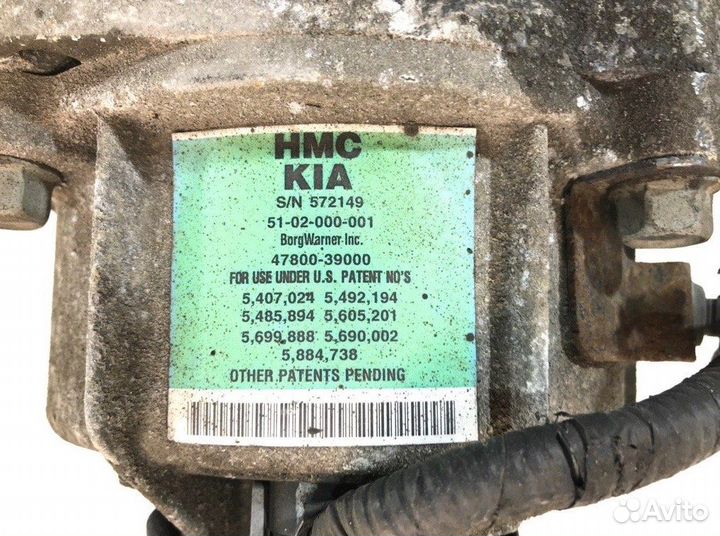 HMC
KIA
S/N 572149
51-02-000-001
BorgWarner Inc.
47800-39000
FOR USE UNDER U.S. PATENT NO'S
5,407,024 5,492,194
5,485,894 5,605,201
5,699,888 5,690,002
5,884,738
OTHER PATENTS PENDING
Avito